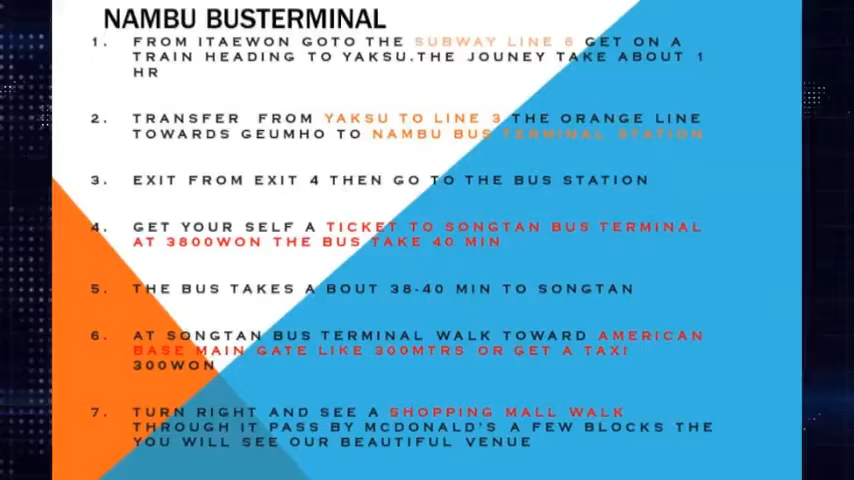 NAMBU BUSTERMINAL
1. FROM ITAEWON GOTO THE SUBWAY LINE 6 GET ON A
TRAIN HEADING TO YAKSU.THE JOUNEY TAKE ABOUT 1
HR
2. TRANSFER FROM YAKSU TO LINE 3 THE ORANGE LINE
TOWARDS GEUMHO TO NAMBU BUS TERMINAL STATION
3. EXIT FROM EXIT 4 THEN GO TO THE BUS STATION
4. GET YOUR SELF A TICKET TO SONGTAN BUS TERMINAL
AT 3800WON THE BUS TAKE 40 MIN
5. THE BUS TAKES A BOUT 38-40 MIN TO SONGTAN
6. AT SONGTAN BUS TERMINAL WALK TOWARD AMERICAN
BASE MAIN GATE LIKE 300MTRS OR GET A TAXI
300WON
7. TURN RIGHT AND SEE A SHOPPING MALL WALK
THROUGH IT PASS BY MCDONALD'S A FEW BLOCKS THE
YOU WILL SEE OUR BEAUTIFUL VENUE